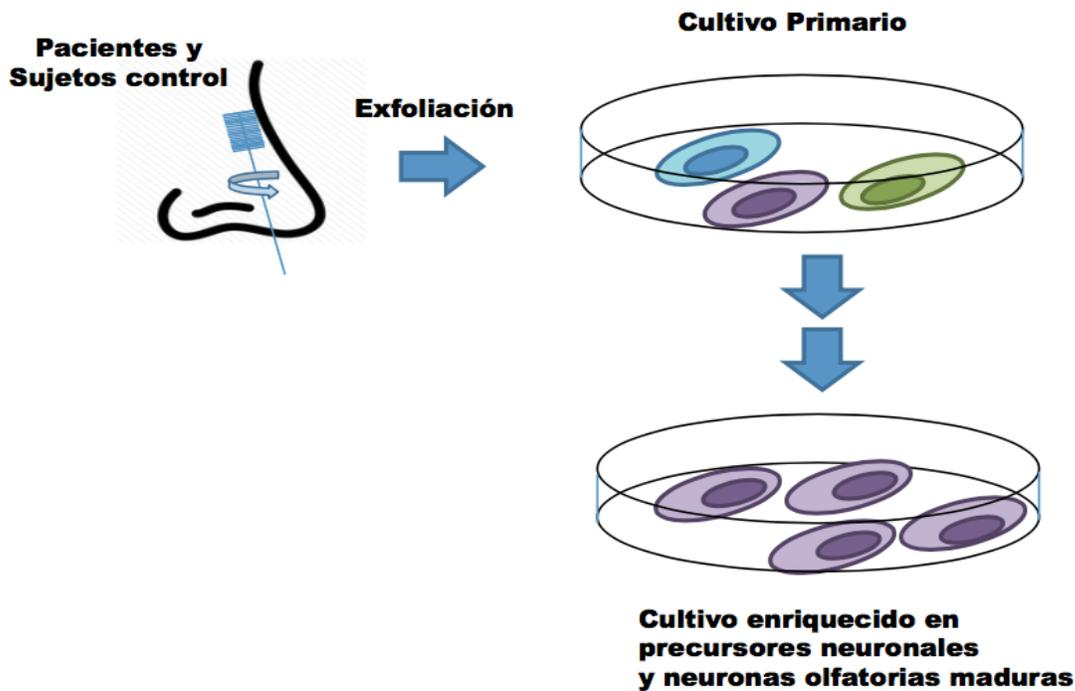 Pacientes y
Sujetos control
Exfoliación
Cultivo Primario
Cultivo enriquecido en
precursores neuronales
y neuronas olfatorias maduras